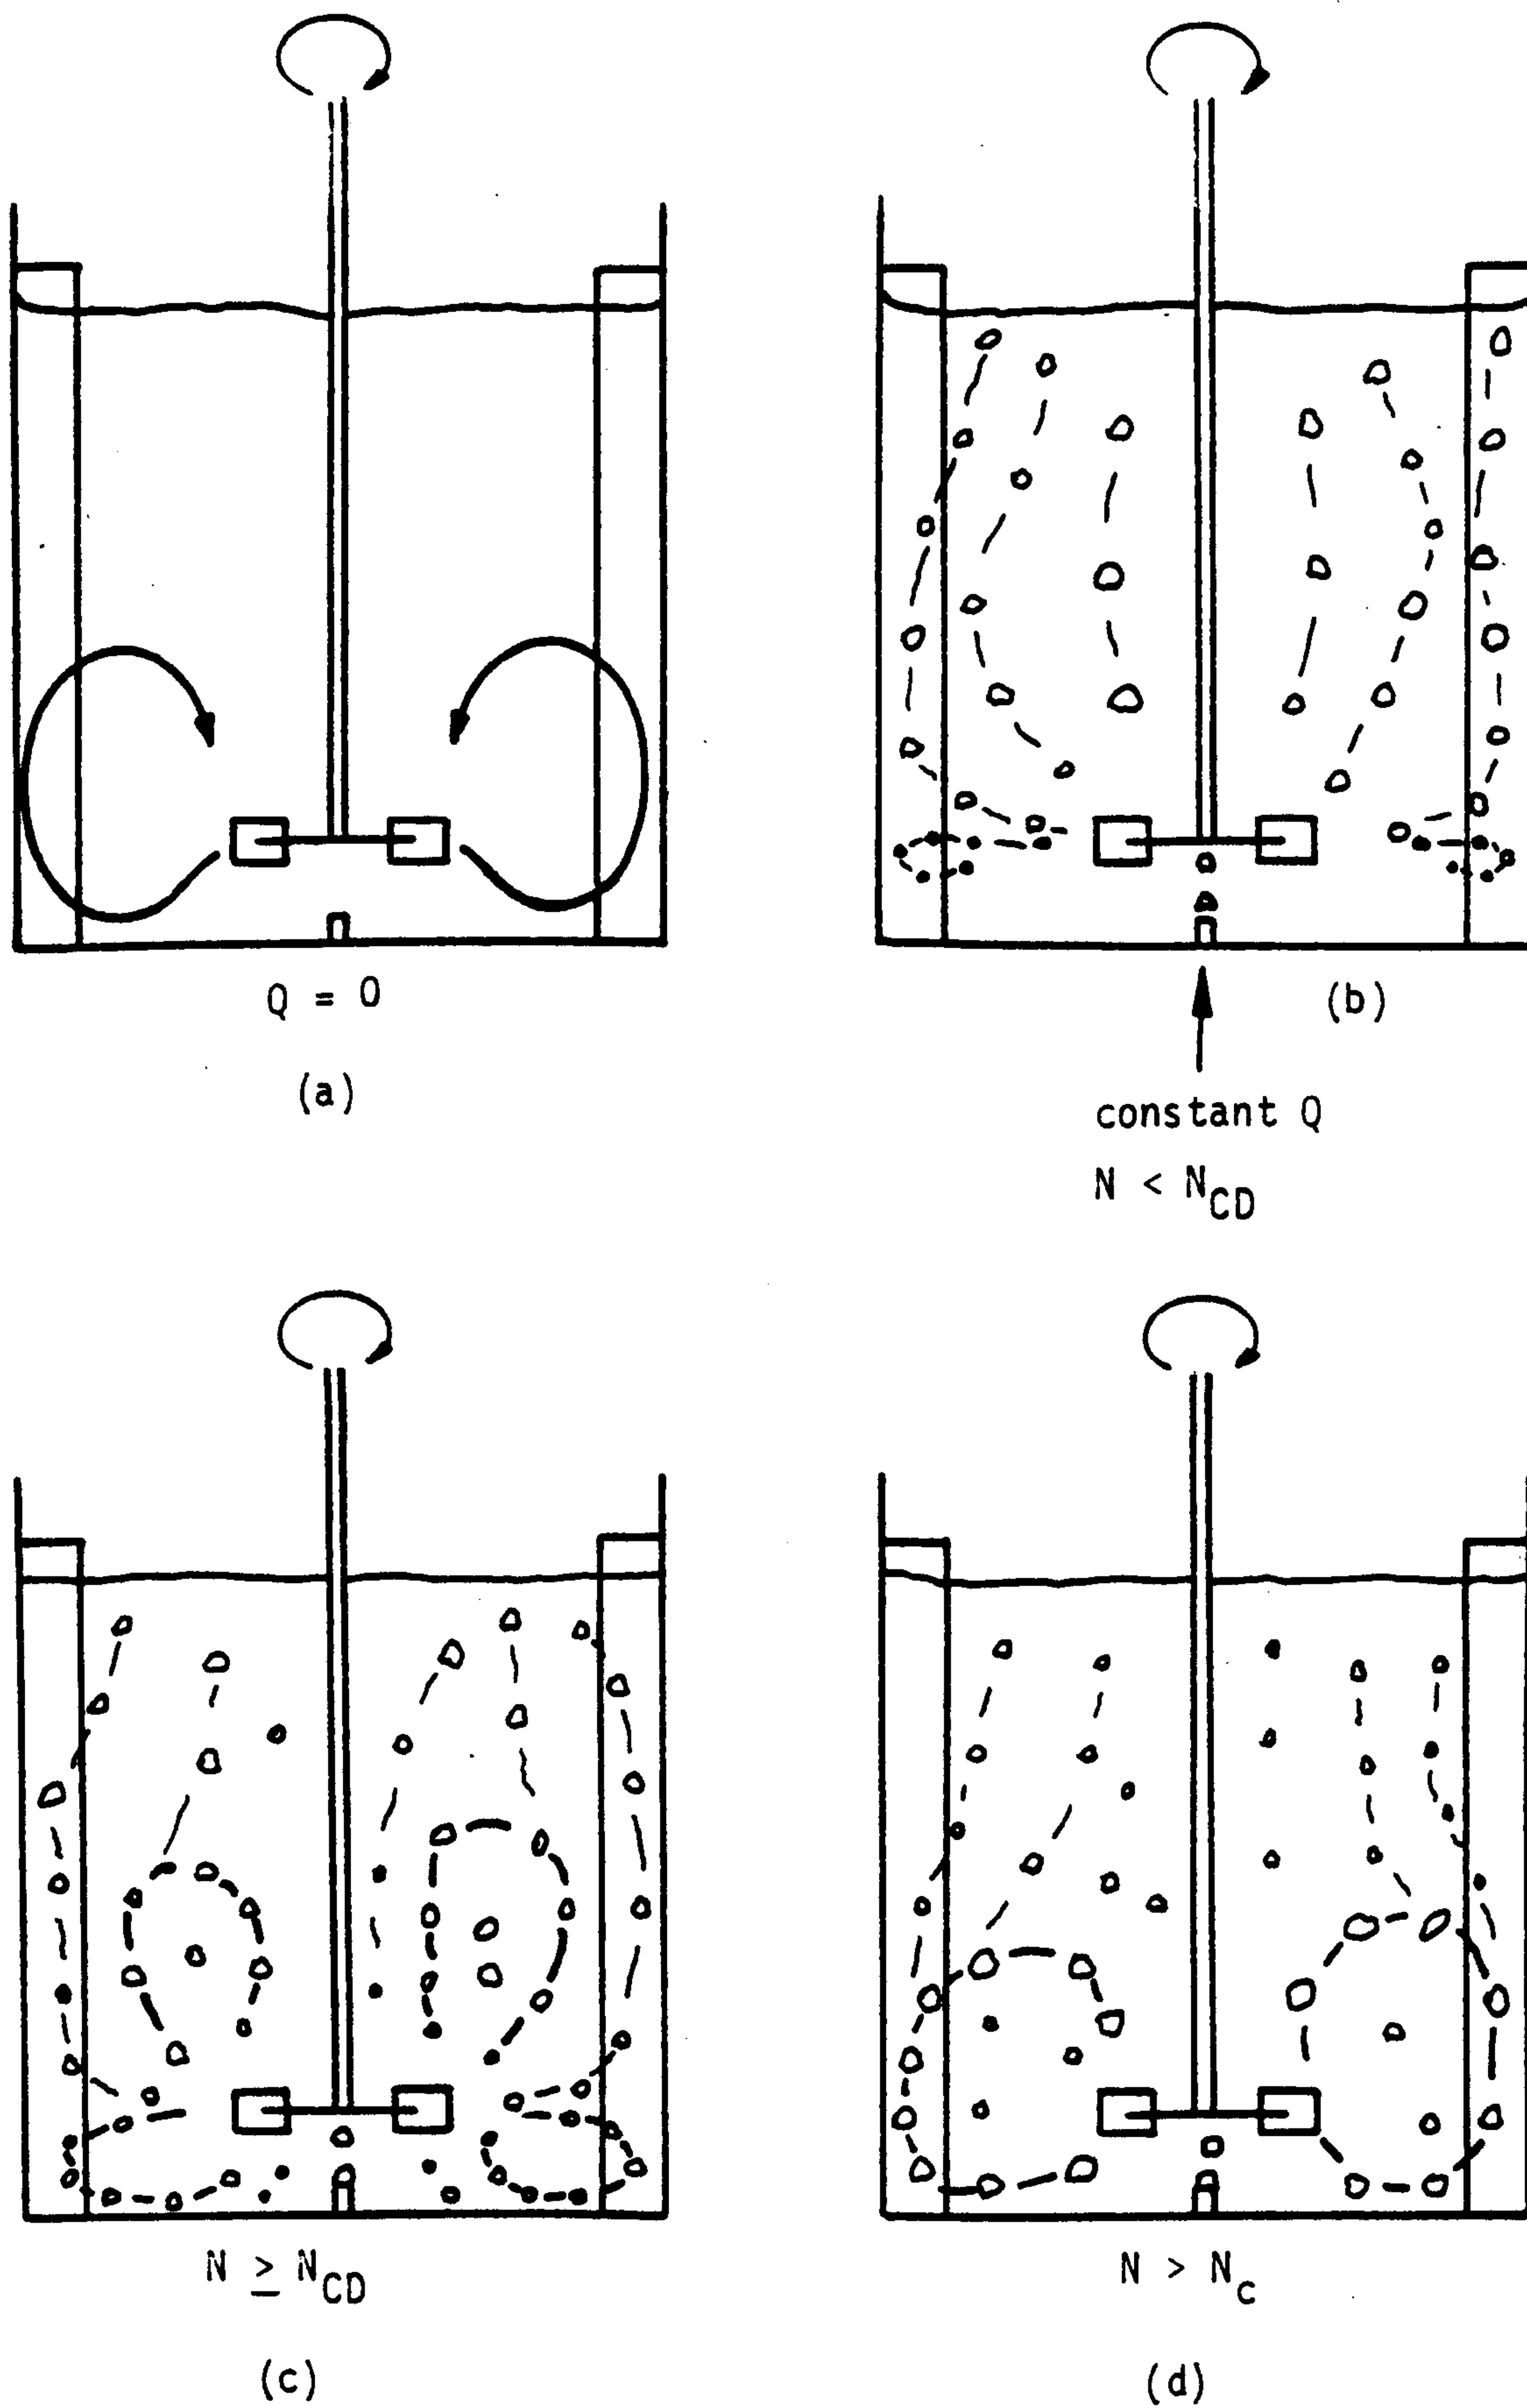 Q = 0
(a)
(b)
constant Q
N < N_CD
N ≥ N_CD
(c)
N > N_c
(d)